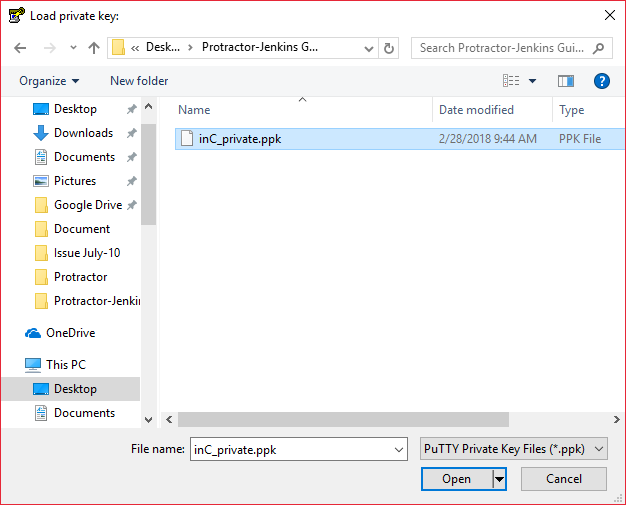 Load private key:
« Desk... Protractor-Jenkins G...
Search Protractor-Jenkins Gui...
Organize
New folder
?
Name
Date modified
Type
inC_private.ppk
2/28/2018 9:44 AM
PPK File
Desktop
Downloads
Documents
Pictures
Google Drive
Document
Issue July-10
Protractor
Protractor-Jenkin
OneDrive
This PC
Desktop
Documents
File name:
inC_private.ppk
PuTTY Private Key Files (*.ppk)
Open
Cancel